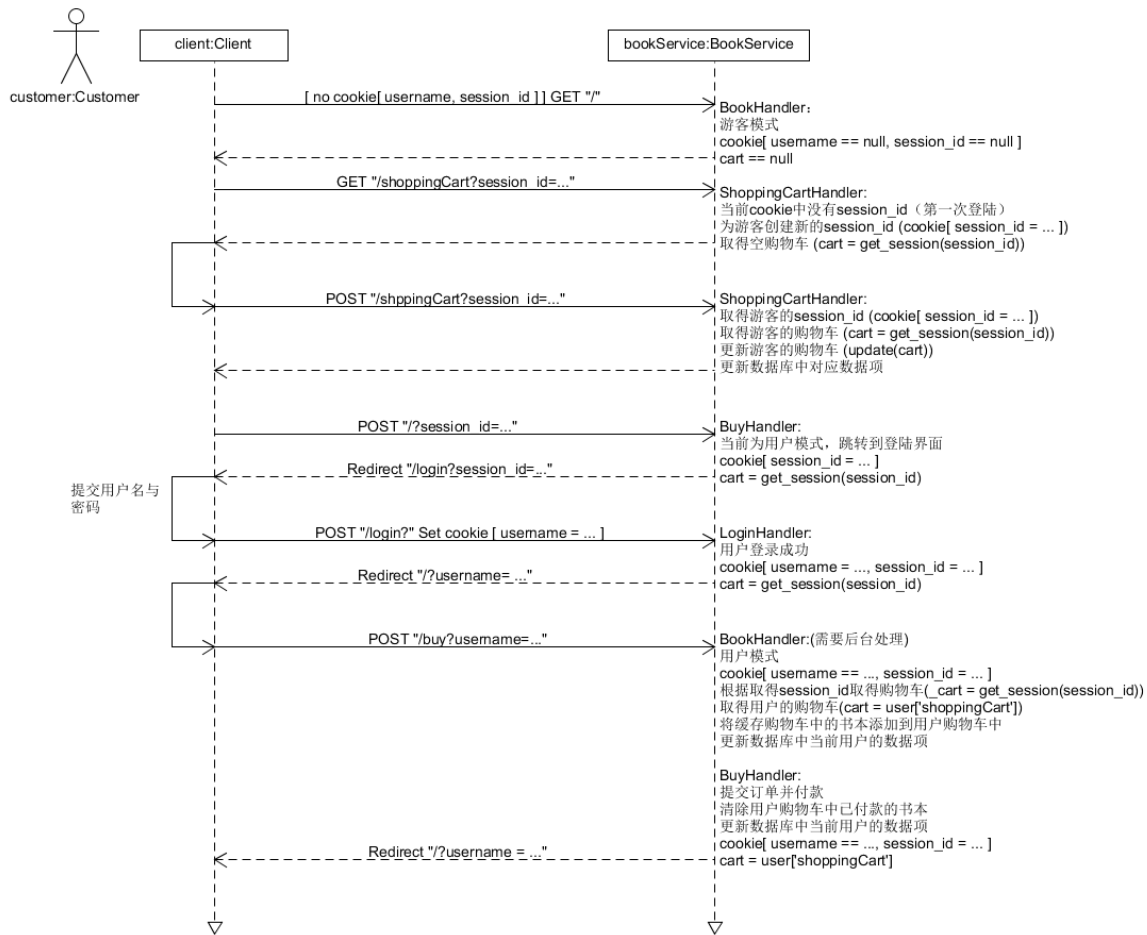 client:Client
bookService:BookService
customer:Customer
[ no cookie[ username, session_id ] ] GET "/"
BookHandler:
游客模式
cookie[ username == null, session_id == null ]
cart == null
GET "/shoppingCart?session_id=..."
ShoppingCartHandler:
当前cookie中没有session_id（第一次登陆）
为游客创建新的session_id (cookie[ session_id = ... ])
取得空购物车 (cart = get_session(session_id))
POST "/shppingCart?session_id=..."
ShoppingCartHandler:
取得游客的session_id (cookie[ session_id = ... ])
取得游客的购物车 (cart = get_session(session_id))
更新游客的购物车 (update(cart))
更新数据库中对应数据项
POST "/?session_id=..."
BuyHandler:
当前为用户模式，跳转到登陆界面
cookie[ session_id = ... ]
Redirect "/login?session_id=..."
cart = get_session(session_id)
提交用户名与
密码
POST "/login?" Set cookie [ username = ... ]
LoginHandler:
用户登录成功
cookie[ username = ..., session_id = ... ]
Redirect "/?username= ..."
cart = get_session(session_id)
POST "/buy?username=..."
BookHandler:(需要后台处理)
用户模式
cookie[ username == ..., session_id = ... ]
根据取得session_id取得购物车(_cart = get_session(session_id))
取得用户的购物车(cart = user['shoppingCart'])
将缓存购物车中的书本添加到用户购物车中
更新数据库中当前用户的数据项
BuyHandler:
提交订单并付款
清除用户购物车中已付款的书本
更新数据库中当前用户的数据项
cookie[ username == ..., session_id = ... ]
Redirect "/?username = ..."
cart = user['shoppingCart']